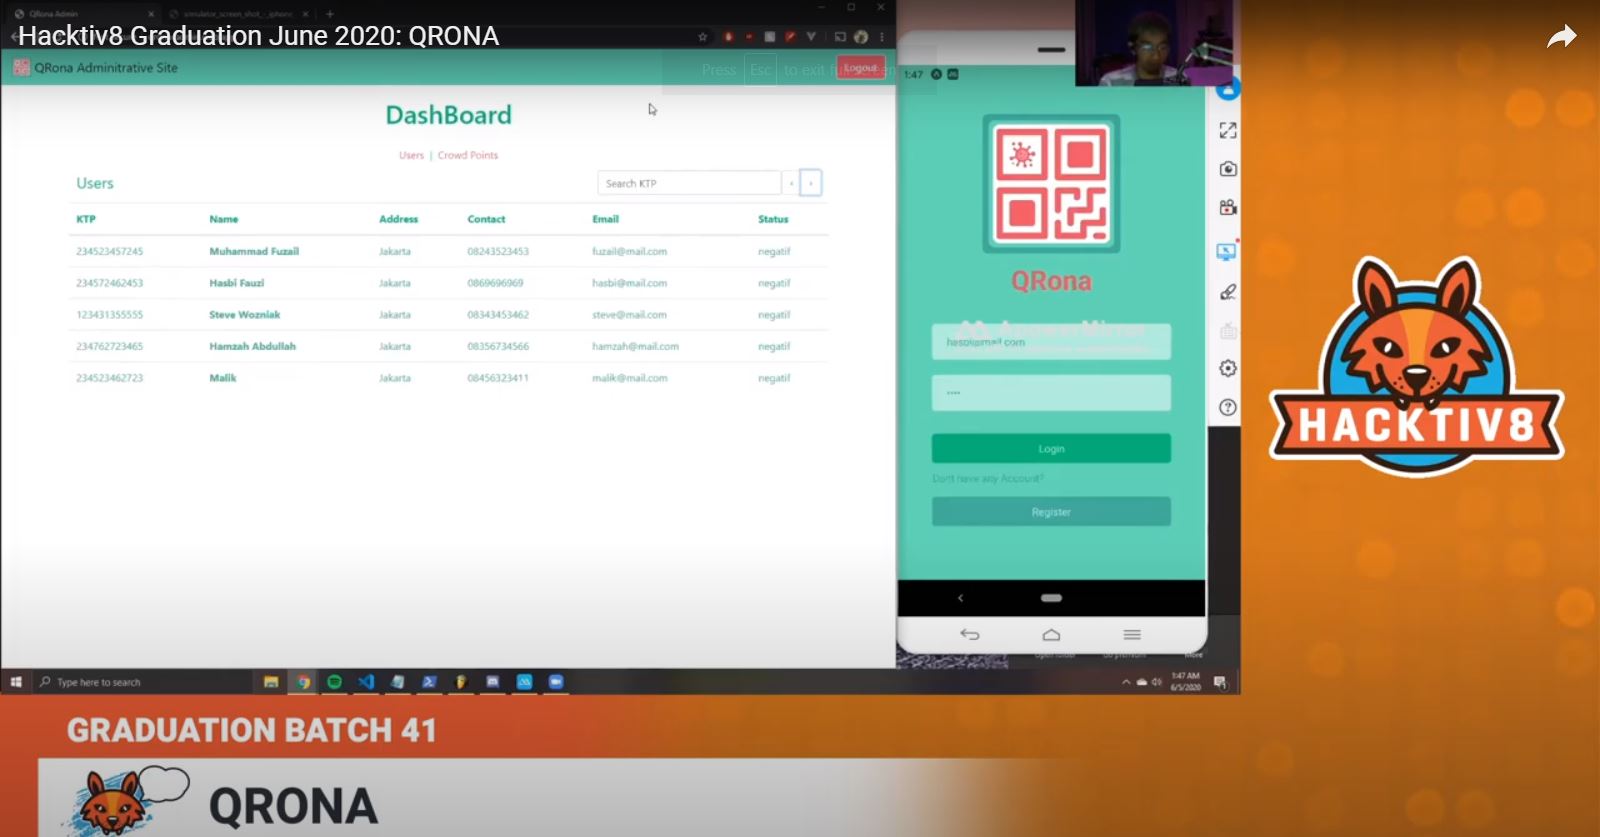 QRona Admin
simulator_screen_shot_-_iphone
Hacktiv8 Graduation June 2020: QRONA
QRona Adminitrative Site
Press Esc to exit full screen
Logout
DashBoard
Users | Crowd Points
Users
Search KTP
KTP Name Address Contact Email Status
234523457245 Muhammad Fuzail Jakarta 08243523453 fuzail@mail.com negatif
234572462453 Hasbi Fauzi Jakarta 0869696969 hasbi@mail.com negatif
123431355555 Steve Wozniak Jakarta 08343453462 steve@mail.com negatif
234762723465 Hamzah Abdullah Jakarta 08356734566 hamzah@mail.com negatif
234523462723 Malik Jakarta 08456323411 malik@mail.com negatif
1:47
QRona
Login
Don't have any Account?
Register
More
Type here to search
1:47 AM
6/5/2020
HACKTIV8
GRADUATION BATCH 41
QRONA